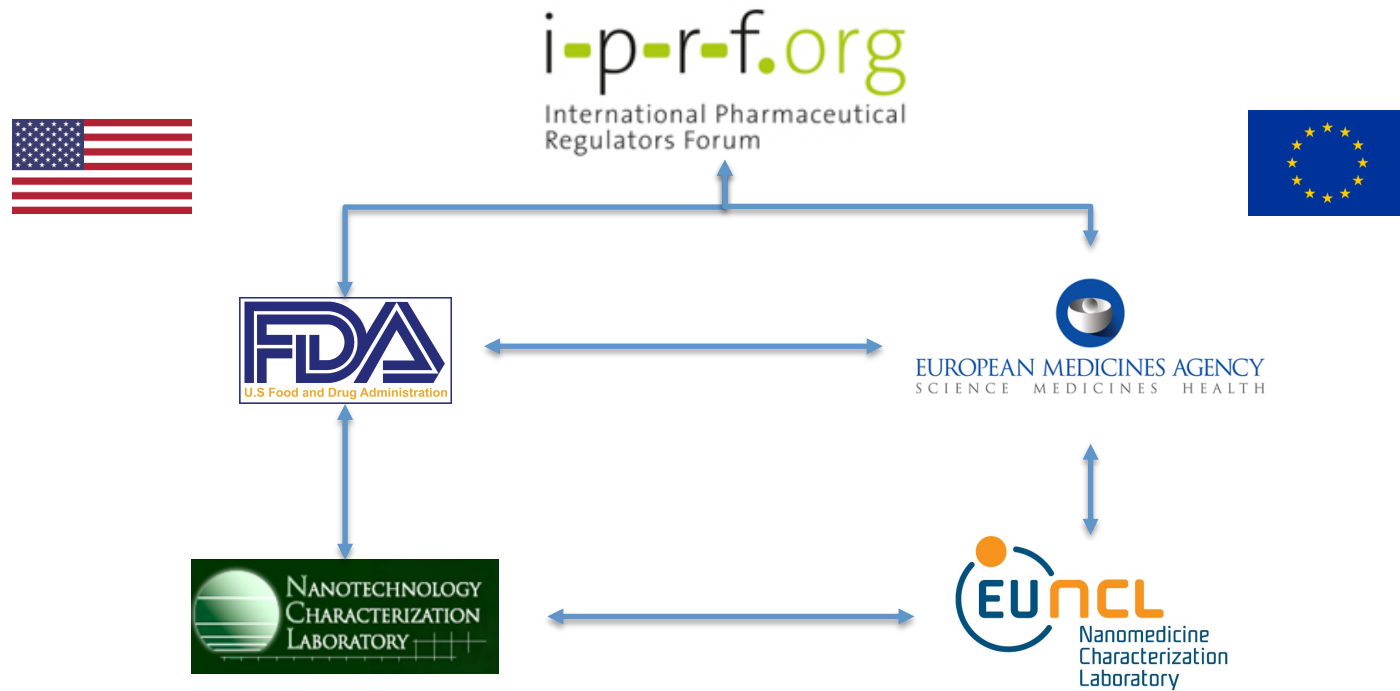 i-p-r-f.org
International Pharmaceutical
Regulators Forum
FDA
U.S Food and Drug Administration
EUROPEAN MEDICINES AGENCY
SCIENCE MEDICINES HEALTH
NANOTECHNOLOGY
CHARACTERIZATION
LABORATORY
EUNCL
Nanomedicine
Characterization
Laboratory